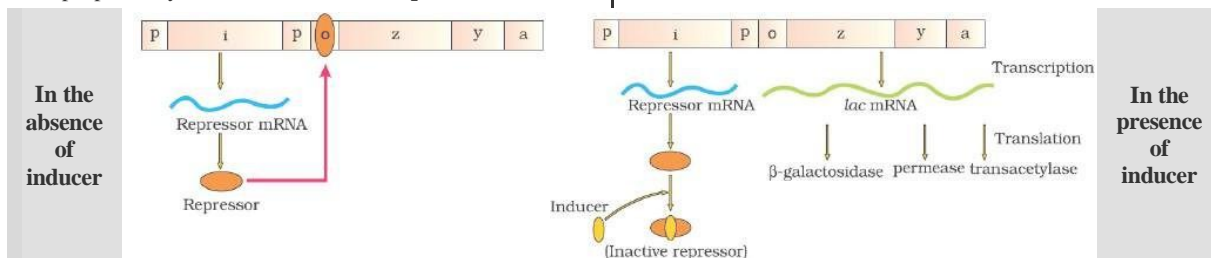 In the
absence
of
inducer
p i p o z y a
Repressor mRNA
Repressor
p i p o z y a
Transcription
Repressor mRNA
lac mRNA
Translation
β-galactosidase permease transacetylase
Inducer
(Inactive repressor)
In the
presence
of
inducer